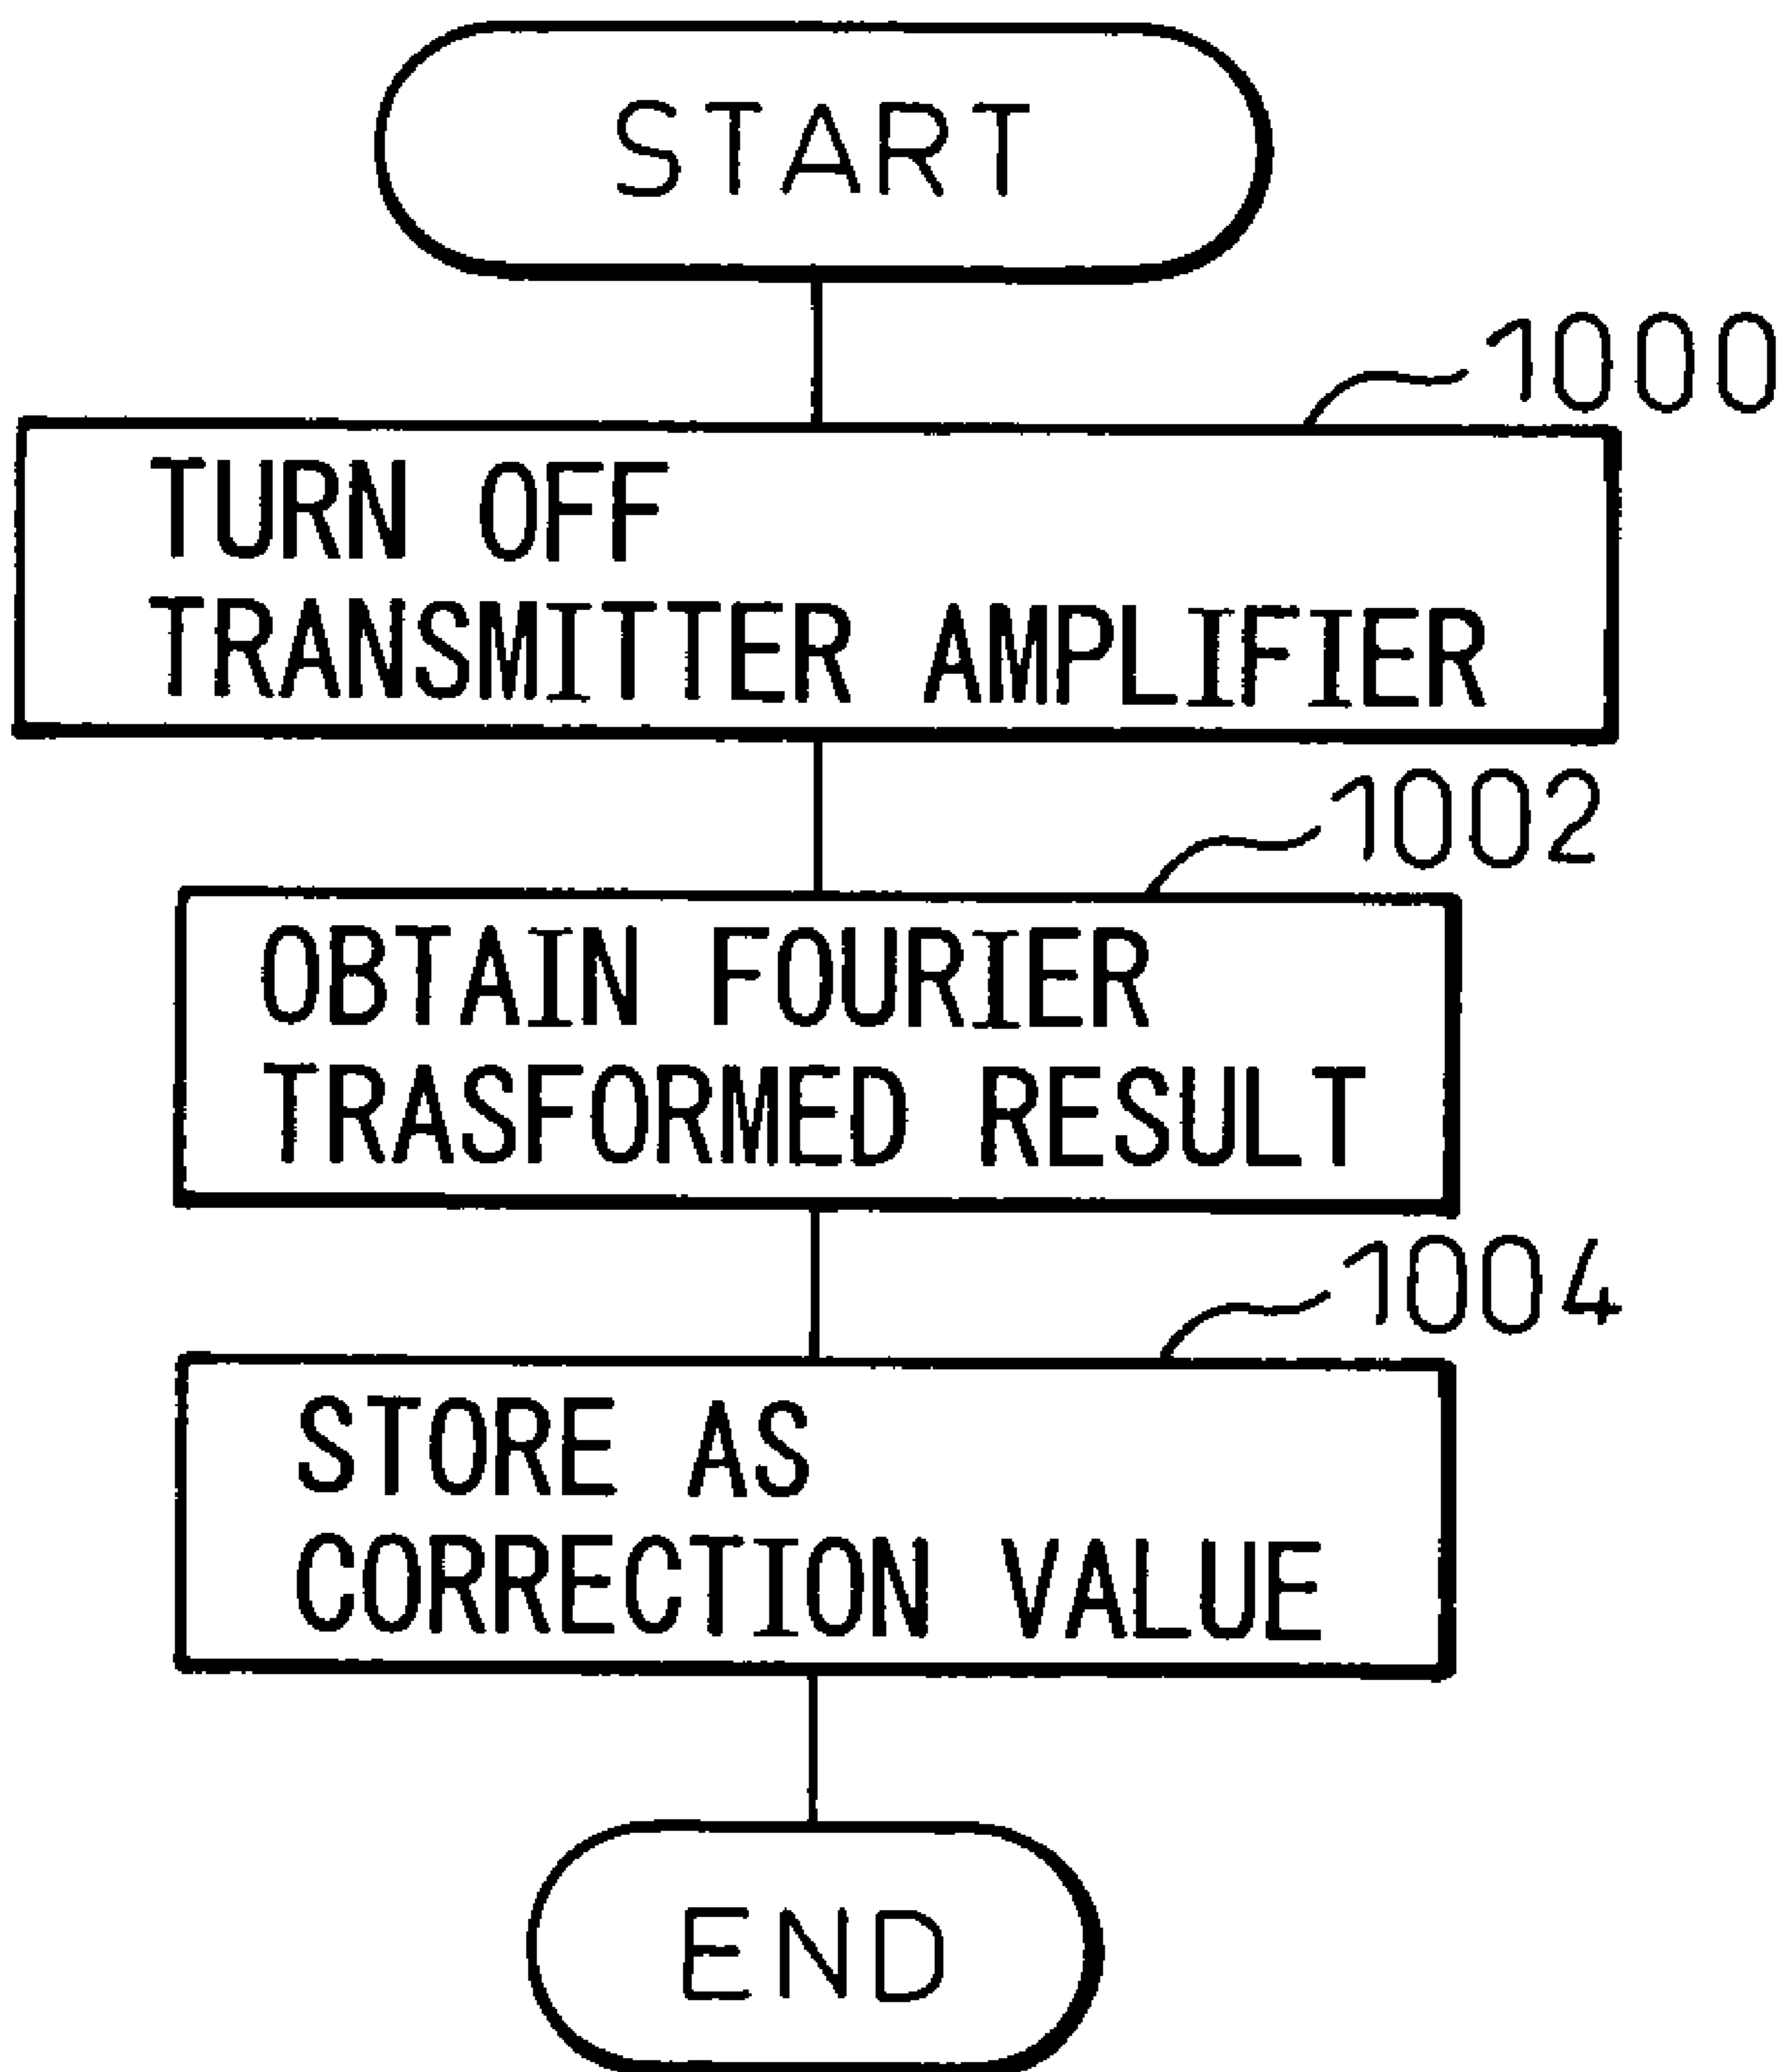 START
1000
TURN OFF
TRANSMITTER AMPLIFIER
1002
OBTAIN FOURIER
TRASFORMED RESULT
1004
STORE AS
CORRECTION VALUE
END